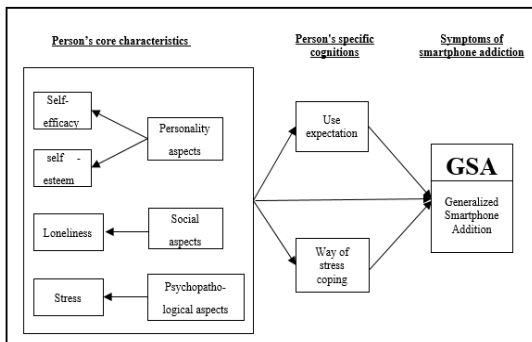 Person's core characteristics
Person's specific
cognitions
Symptoms of
smartphone addiction
Self-
efficacy
self -
esteem
Personality
aspects
Loneliness
Social
aspects
Stress
Psychopatho-
logical aspects
Use
expectation
Way of
stress
coping
GSA
Generalized
Smartphone
Addition